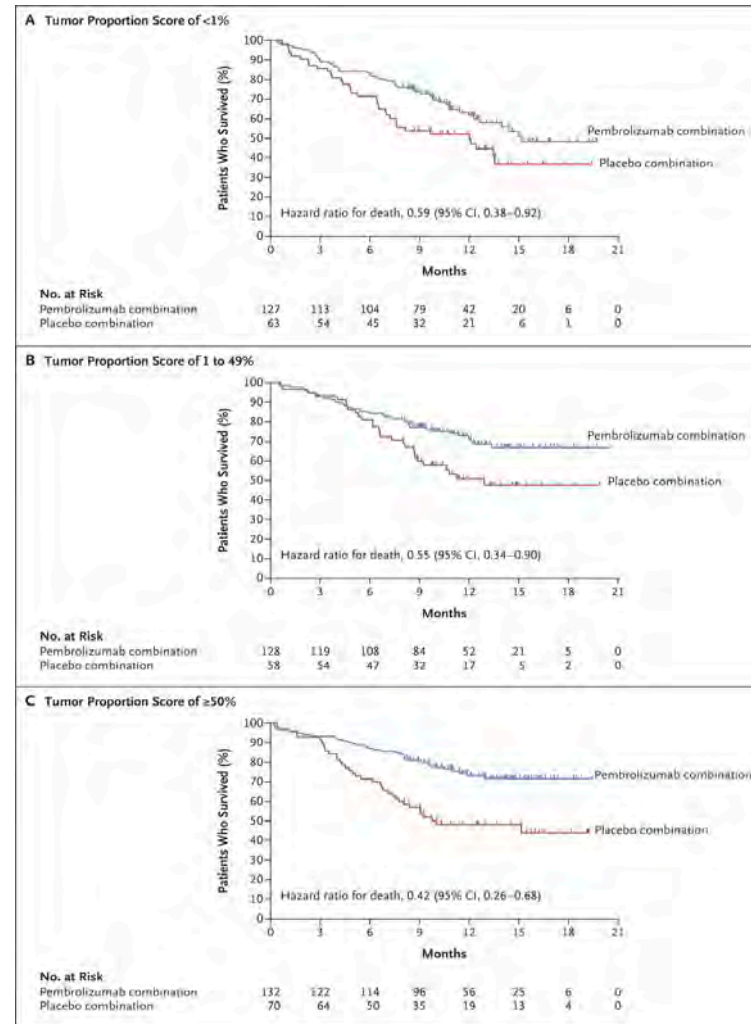 A Tumor Proportion Score of <1%
Patients Who Survived (%)
100
90
80
70
60
50
40
30
20
10
0
Pembrolizumab combination
Placebo combination
Hazard ratio for death, 0.59 (95% CI, 0.38–0.92)
0 3 6 9 12 15 18 21
Months
No. at Risk
Pembrolizumab combination 127 113 104 79 42 20 6 0
Placebo combination 63 54 45 32 21 6 1 0
B Tumor Proportion Score of 1 to 49%
Patients Who Survived (%)
100
90
80
70
60
50
40
30
20
10
0
Pembrolizumab combination
Placebo combination
Hazard ratio for death, 0.55 (95% CI, 0.34–0.90)
0 3 6 9 12 15 18 21
Months
No. at Risk
Pembrolizumab combination 128 119 108 84 52 21 5 0
Placebo combination 58 54 47 32 17 5 2 0
C Tumor Proportion Score of ≥50%
Patients Who Survived (%)
100
90
80
70
60
50
40
30
20
10
0
Pembrolizumab combination
Placebo combination
Hazard ratio for death, 0.42 (95% CI, 0.26–0.68)
0 3 6 9 12 15 18 21
Months
No. at Risk
Pembrolizumab combination 132 122 114 96 56 25 6 0
Placebo combination 70 64 50 35 19 13 4 0